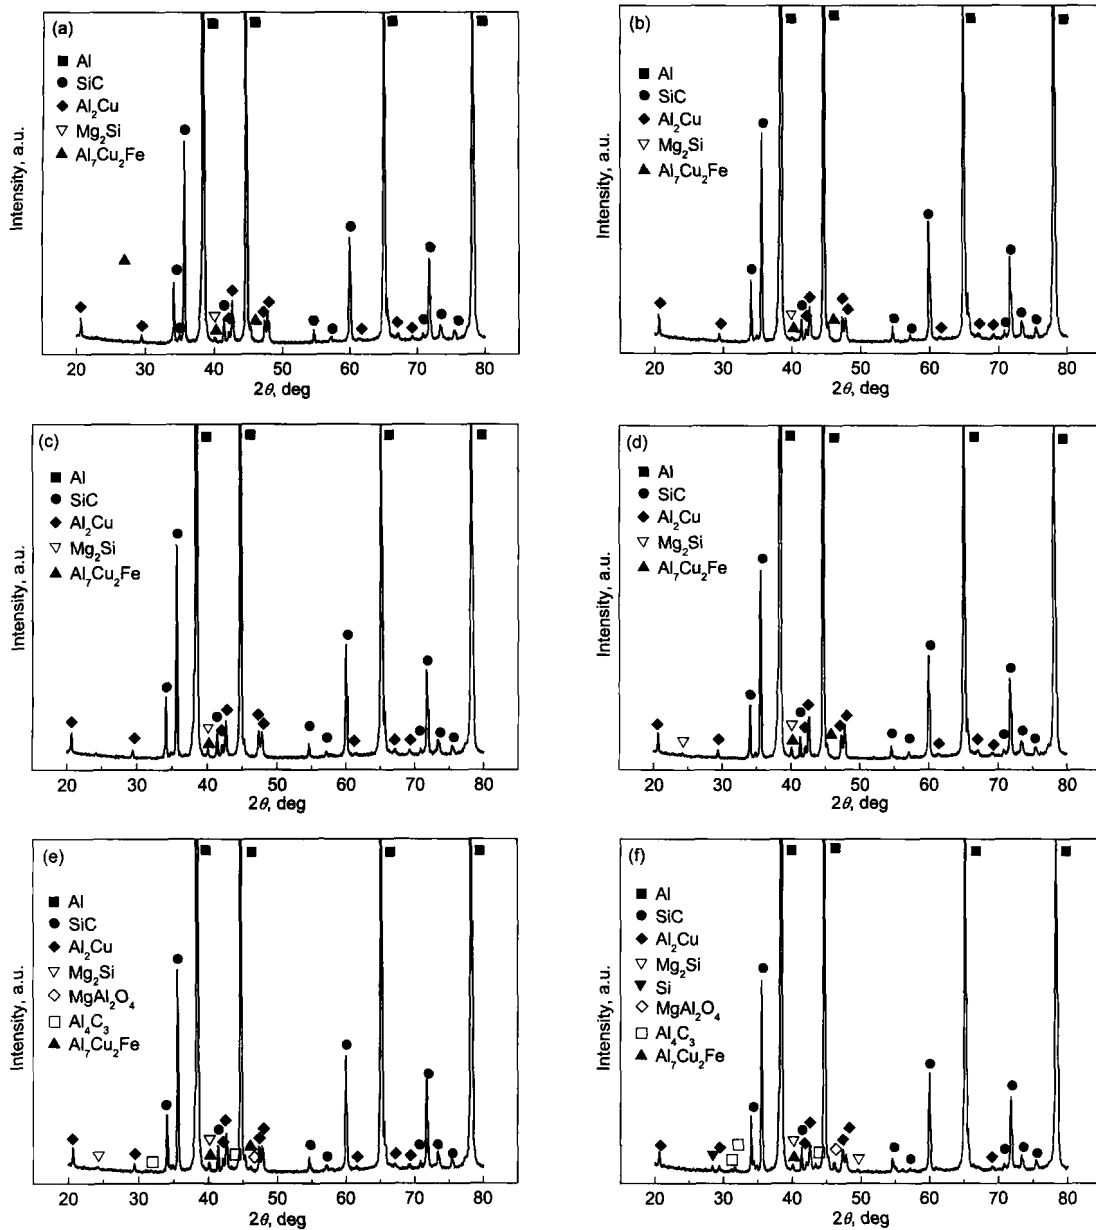 (a)
Al
SiC
Al2Cu
Mg2Si
Al7Cu2Fe
Intensity, a.u.
20 30 40 50 60 70 80
2θ, deg
(b)
Al
SiC
Al2Cu
Mg2Si
Al7Cu2Fe
Intensity, a.u.
20 30 40 50 60 70 80
2θ, deg
(c)
Al
SiC
Al2Cu
Mg2Si
Al7Cu2Fe
Intensity, a.u.
20 30 40 50 60 70 80
2θ, deg
(d)
Al
SiC
Al2Cu
Mg2Si
Al7Cu2Fe
Intensity, a.u.
20 30 40 50 60 70 80
2θ, deg
(e)
Al
SiC
Al2Cu
Mg2Si
MgAl2O4
Al4C3
Al7Cu2Fe
Intensity, a.u.
20 30 40 50 60 70 80
2θ, deg
(f)
Al
SiC
Al2Cu
Mg2Si
Si
MgAl2O4
Al4C3
Al7Cu2Fe
Intensity, a.u.
20 30 40 50 60 70 80
2θ, deg